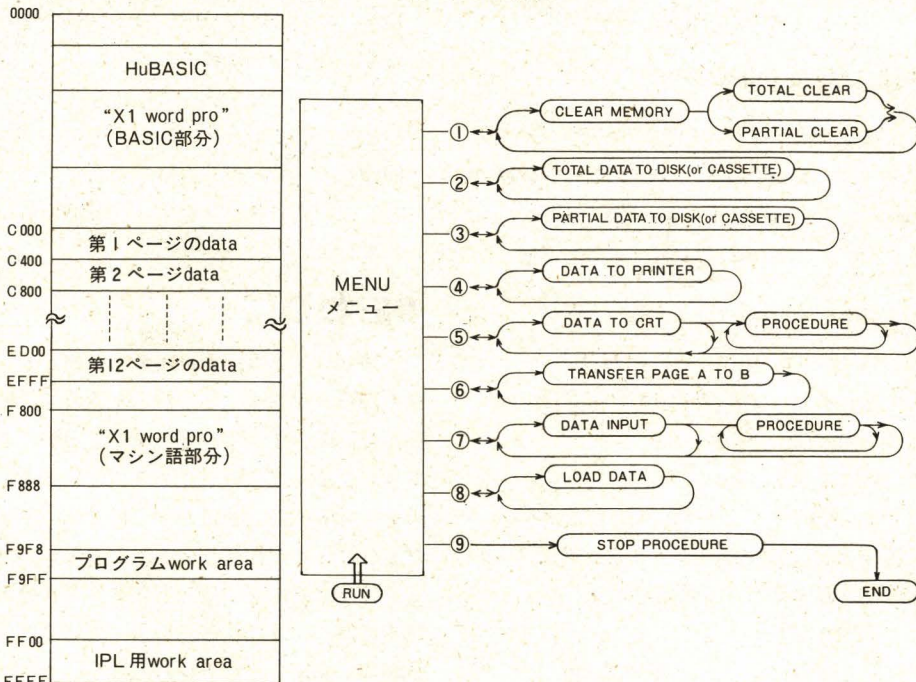 0000
HuBASIC
“X1 word pro”
(BASIC部分)
C000
第1ページのdata
C400
第2ページdata
C800
ED00
第12ページのdata
EFFF
F800
“X1 word pro”
(マシン語部分)
F888
F9F8
プログラムwork area
F9FF
FF00
IPL用work area
FFFF
MENU
メニュー
RUN
①
CLEAR MEMORY
TOTAL CLEAR
PARTIAL CLEAR
②
TOTAL DATA TO DISK(or CASSETTE)
③
PARTIAL DATA TO DISK(or CASSETTE)
④
DATA TO PRINTER
⑤
DATA TO CRT
PROCEDURE
⑥
TRANSFER PAGE A TO B
⑦
DATA INPUT
PROCEDURE
⑧
LOAD DATA
⑨
STOP PROCEDURE
END